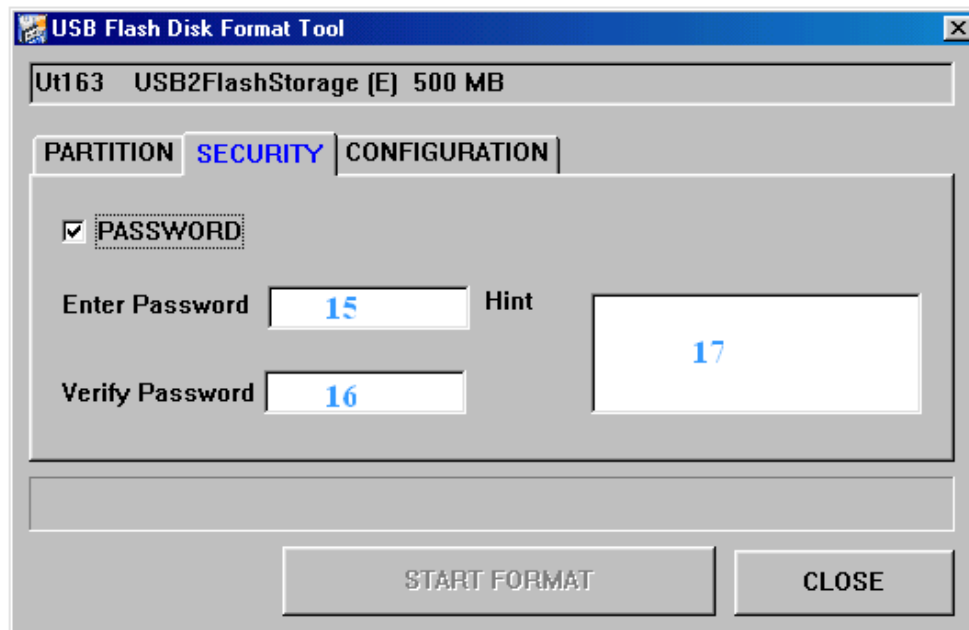 USB Flash Disk Format Tool
Ut163 USB2FlashStorage (E) 500 MB
PARTITION SECURITY CONFIGURATION
PASSWORD
Enter Password 15 Hint
17
Verify Password 16
START FORMAT CLOSE